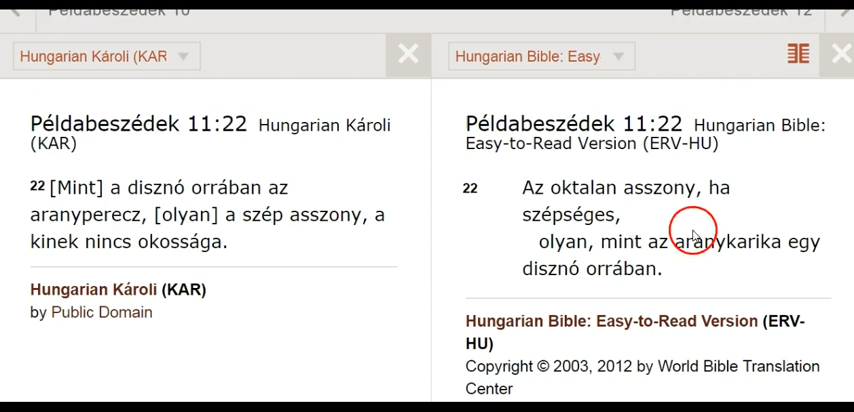 Példabeszédek 10
Példabeszédek 12
Hungarian Károli (KAR
Hungarian Bible: Easy
Példabeszédek 11:22 Hungarian Károli
(KAR)
22 [Mint] a disznó orrában az
aranyperecz, [olyan] a szép asszony, a
kinek nincs okossága.
Hungarian Károli (KAR)
by Public Domain
Példabeszédek 11:22 Hungarian Bible:
Easy-to-Read Version (ERV-HU)
22 Az oktalan asszony, ha
szépséges,
olyan, mint az aranykarika egy
disznó orrában.
Hungarian Bible: Easy-to-Read Version (ERV-
HU)
Copyright © 2003, 2012 by World Bible Translation
Center